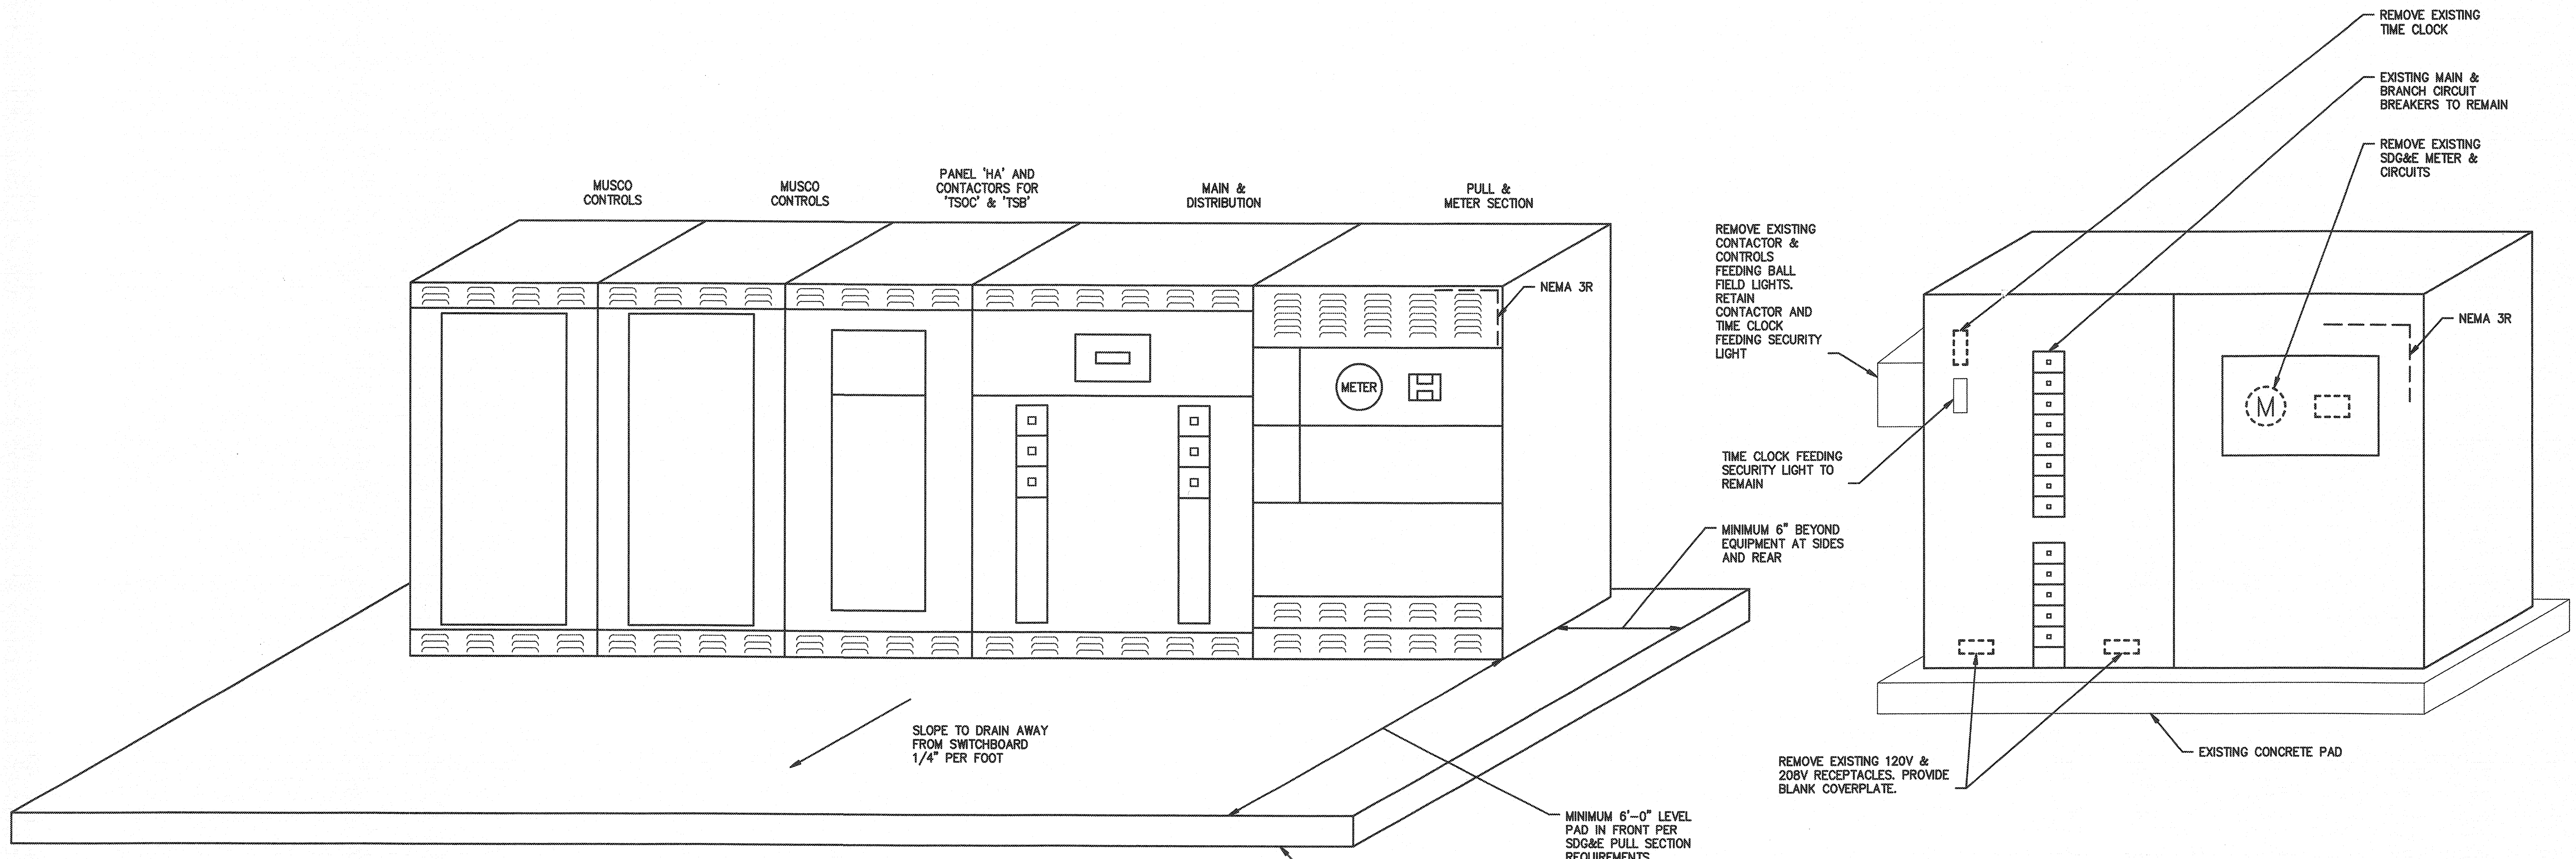 MUSCO
CONTROLS
MUSCO
CONTROLS
PANEL 'HA' AND
CONTACTORS FOR
'TSOC' & 'TSB'
MAIN &
DISTRIBUTION
PULL &
METER SECTION
NEMA 3R
METER
SLOPE TO DRAIN AWAY
FROM SWITCHBOARD
1/4" PER FOOT
MINIMUM 6" BEYOND
EQUIPMENT AT SIDES
AND REAR
MINIMUM 6'-0" LEVEL
PAD IN FRONT PER
SDG&E PULL SECTION
REQUIREMENTS
REMOVE EXISTING
TIME CLOCK
EXISTING MAIN &
BRANCH CIRCUIT
BREAKERS TO REMAIN
REMOVE EXISTING
SDG&E METER &
CIRCUITS
REMOVE EXISTING
CONTACTOR &
CONTROLS
FEEDING BALL
FIELD LIGHTS.
RETAIN
CONTACTOR AND
TIME CLOCK
FEEDING SECURITY
LIGHT
NEMA 3R
M
TIME CLOCK FEEDING
SECURITY LIGHT TO
REMAIN
REMOVE EXISTING 120V &
208V RECEPTACLES. PROVIDE
BLANK COVERPLATE.
EXISTING CONCRETE PAD